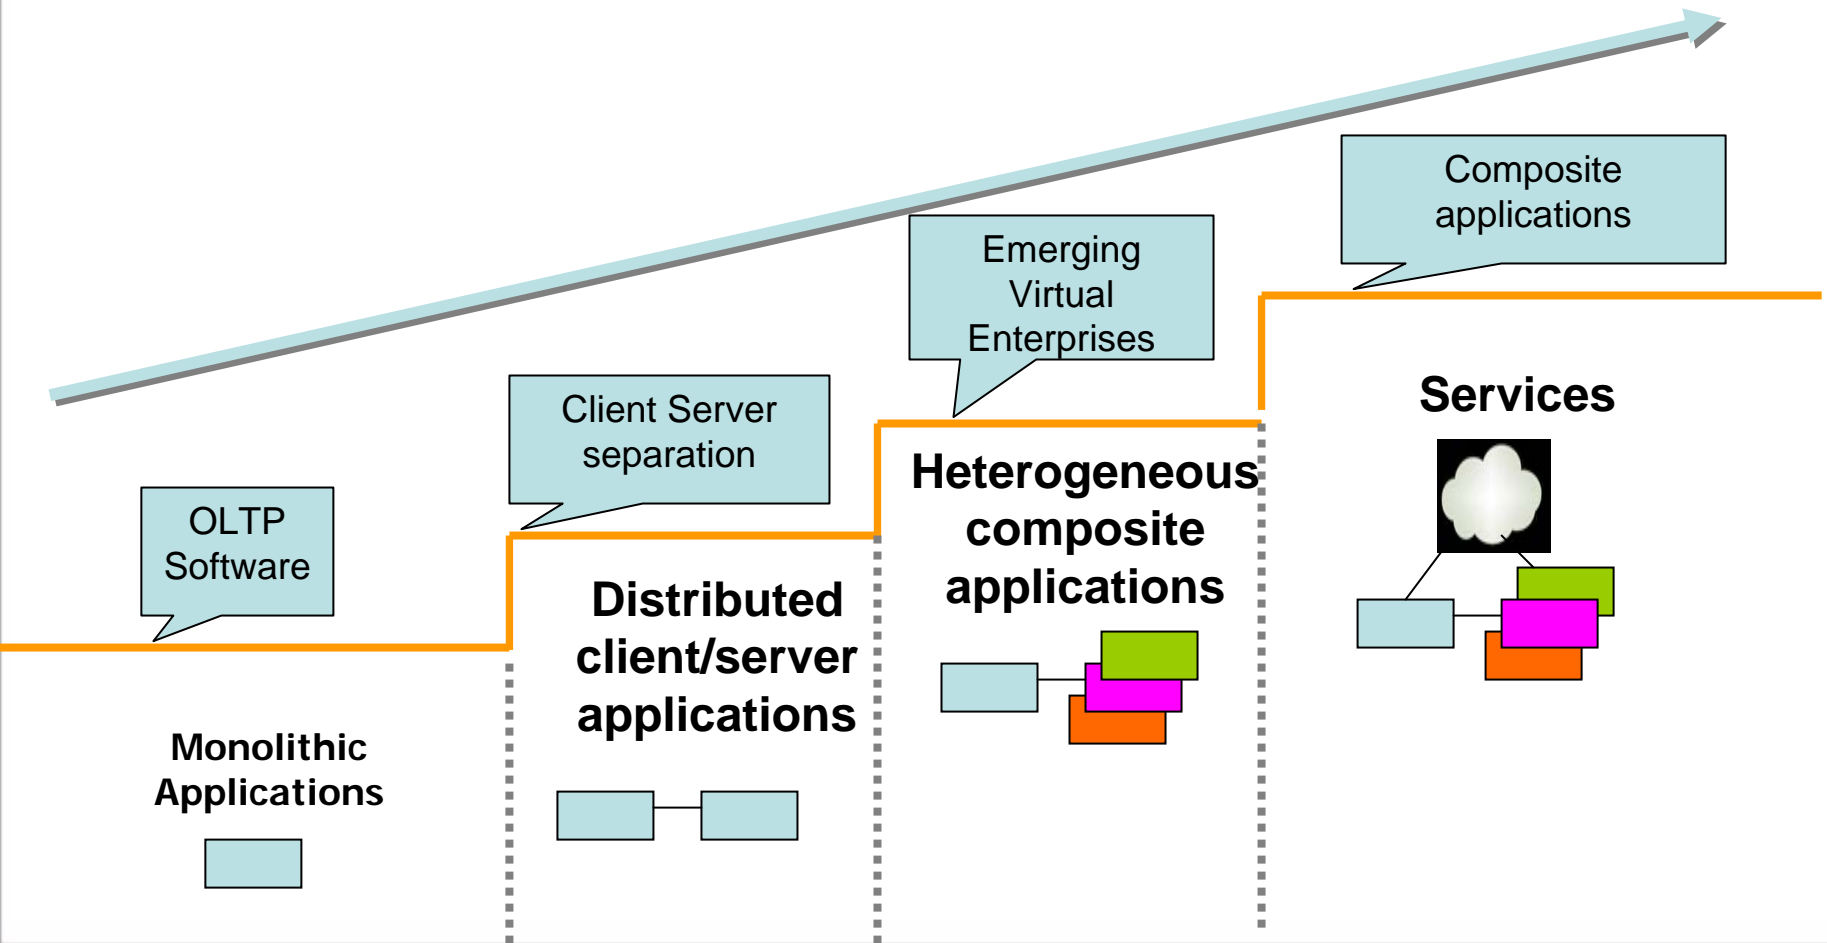 OLTP
Software
Monolithic
Applications
Client Server
separation
Distributed
client/server
applications
Emerging
Virtual
Enterprises
Heterogeneous
composite
applications
Composite
applications
Services